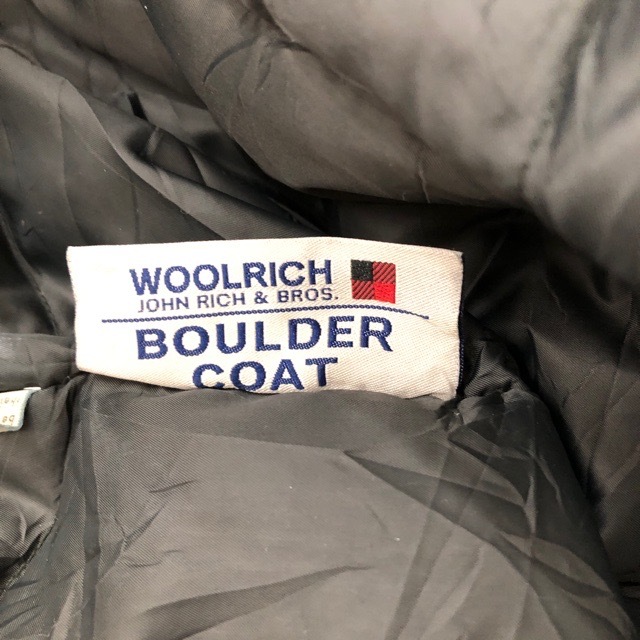 WOOLRICH
JOHN RICH & BROS.
BOULDER
COAT